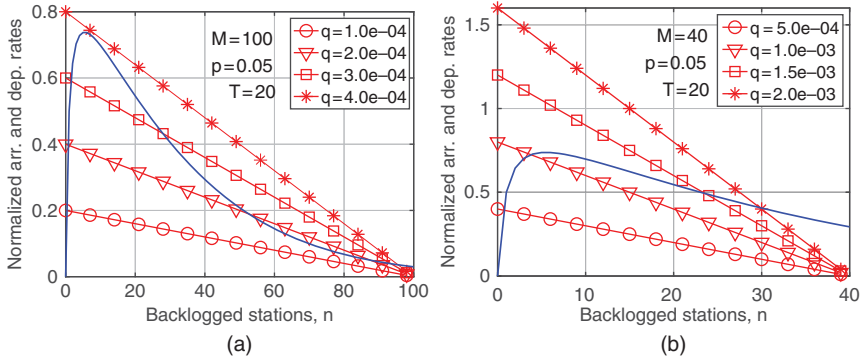 Normalized arr. and dep. rates
0.8
0.6
0.4
0.2
0
0
20
40
60
80
100
M=100
p=0.05
T=20
q=1.0e–04
q=2.0e–04
q=3.0e–04
q=4.0e–04
Backlogged stations, n
(a)
Normalized arr. and dep. rates
1.5
1
0.5
0
0
10
20
30
40
M=40
p=0.05
T=20
q=5.0e–04
q=1.0e–03
q=1.5e–03
q=2.0e–03
Backlogged stations, n
(b)